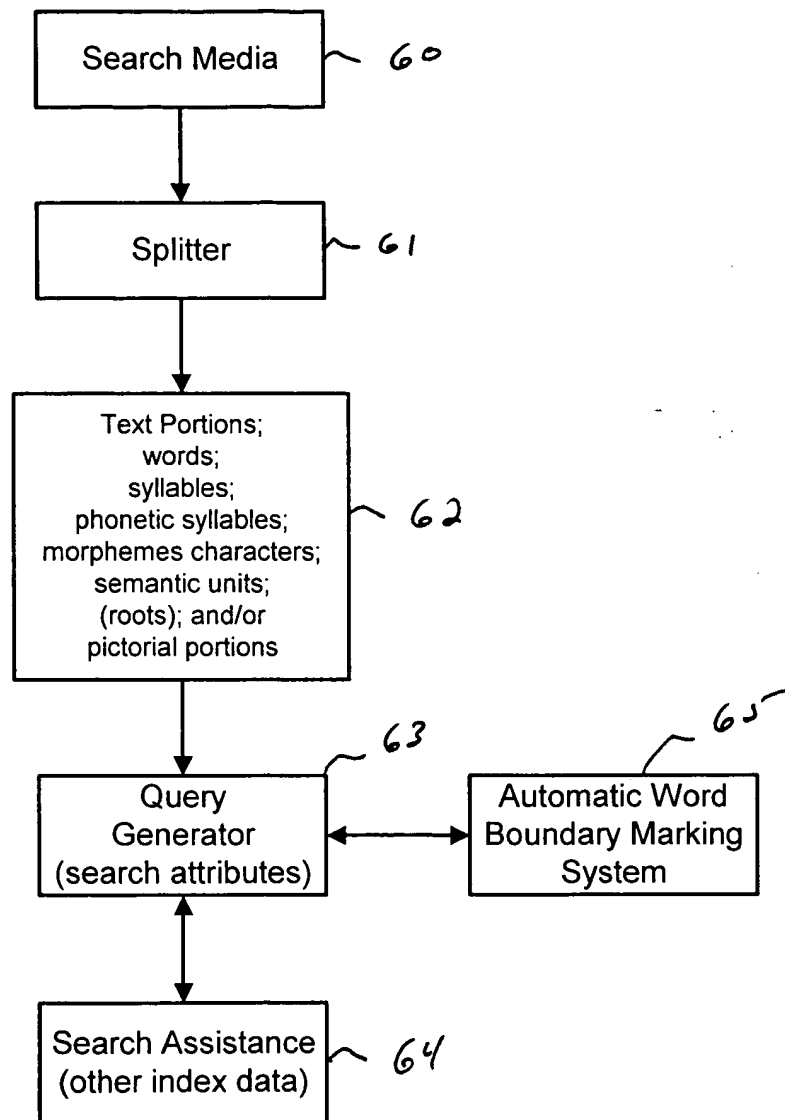 Search Media
60
Splitter
61
Text Portions;
words;
syllables;
phonetic syllables;
morphemes characters;
semantic units;
(roots); and/or
pictorial portions
62
63
65
Query
Generator
(search attributes)
Automatic Word
Boundary Marking
System
Search Assistance
(other index data)
64